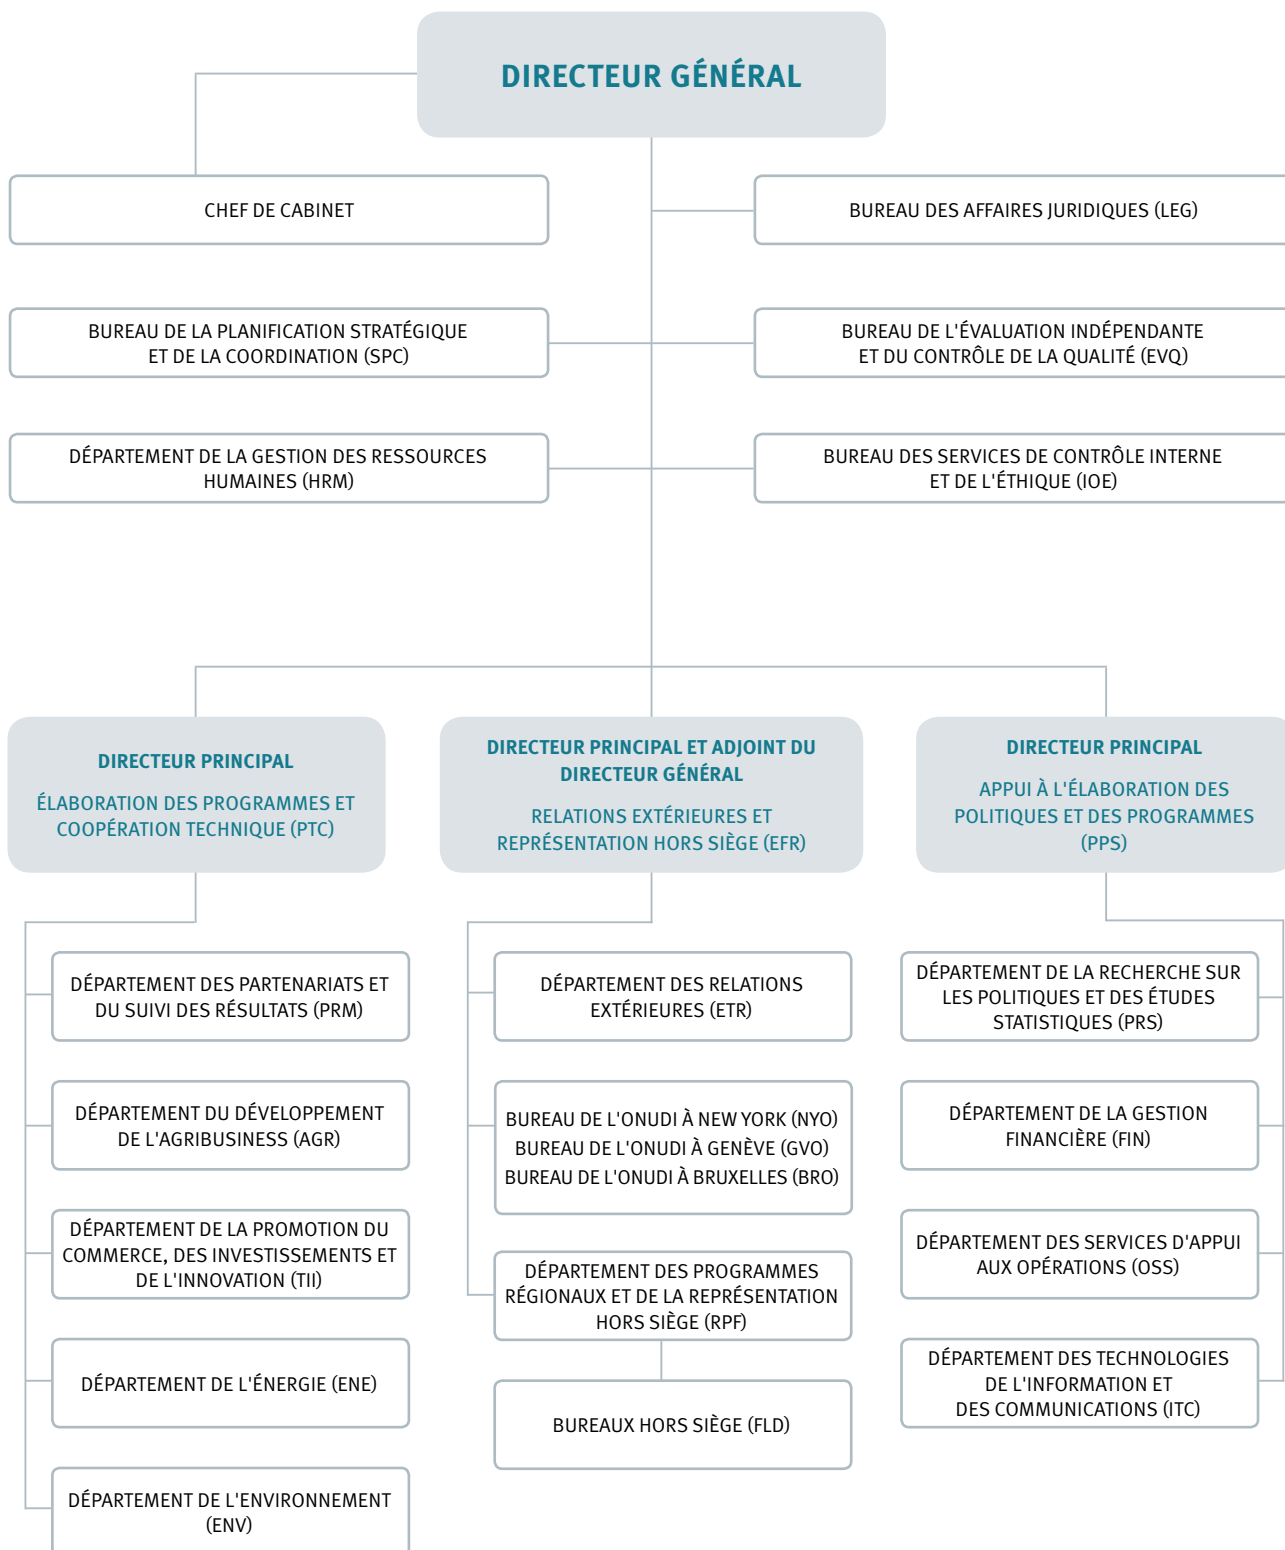 DIRECTEUR GÉNÉRAL
CHEF DE CABINET
BUREAU DES AFFAIRES JURIDIQUES (LEG)
BUREAU DE LA PLANIFICATION STRATÉGIQUE
ET DE LA COORDINATION (SPC)
BUREAU DE L'ÉVALUATION INDÉPENDANTE
ET DU CONTRÔLE DE LA QUALITÉ (EVQ)
DÉPARTEMENT DE LA GESTION DES RESSOURCES
HUMAINES (HRM)
BUREAU DES SERVICES DE CONTRÔLE INTERNE
ET DE L'ÉTHIQUE (IOE)
DIRECTEUR PRINCIPAL
ÉLABORATION DES PROGRAMMES ET
COOPÉRATION TECHNIQUE (PTC)
DIRECTEUR PRINCIPAL ET ADJOINT DU
DIRECTEUR GÉNÉRAL
RELATIONS EXTÉRIEURES ET
REPRÉSENTATION HORS SIÈGE (EFR)
DIRECTEUR PRINCIPAL
APPUI À L'ÉLABORATION DES
POLITIQUES ET DES PROGRAMMES
(PPS)
DÉPARTEMENT DES PARTENARIATS ET
DU SUIVI DES RÉSULTATS (PRM)
DÉPARTEMENT DU DÉVELOPPEMENT
DE L'AGRIBUSINESS (AGR)
DÉPARTEMENT DE LA PROMOTION DU
COMMERCE, DES INVESTISSEMENTS ET
DE L'INNOVATION (TII)
DÉPARTEMENT DE L'ÉNERGIE (ENE)
DÉPARTEMENT DE L'ENVIRONNEMENT
(ENV)
DÉPARTEMENT DES RELATIONS
EXTÉRIEURES (ETR)
BUREAU DE L'ONUDI À NEW YORK (NYO)
BUREAU DE L'ONUDI À GENÈVE (GVO)
BUREAU DE L'ONUDI À BRUXELLES (BRO)
DÉPARTEMENT DES PROGRAMMES
RÉGIONAUX ET DE LA REPRÉSENTATION
HORS SIÈGE (RPF)
BUREAUX HORS SIÈGE (FLD)
DÉPARTEMENT DE LA RECHERCHE SUR
LES POLITIQUES ET DES ÉTUDES
STATISTIQUES (PRS)
DÉPARTEMENT DE LA GESTION
FINANCIÈRE (FIN)
DÉPARTEMENT DES SERVICES D'APPUI
AUX OPÉRATIONS (OSS)
DÉPARTEMENT DES TECHNOLOGIES
DE L'INFORMATION ET
DES COMMUNICATIONS (ITC)